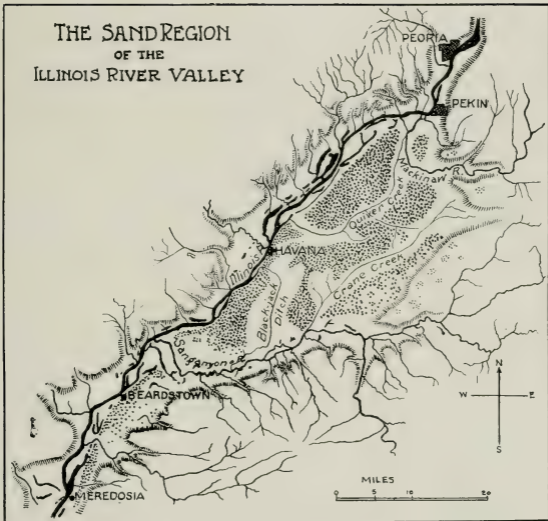 THE SAND REGION
OF THE
ILLINOIS RIVER VALLEY
PEORIA
PEKIN
MACKINAW R.
Quiver Creek
HAVANA
Illinois
Crane Creek
Blackjack
Ditch
Sangamon R.
BEARDSTOWN
N
W
E
S
MEREDOSIA
MILES
0 5 10 20